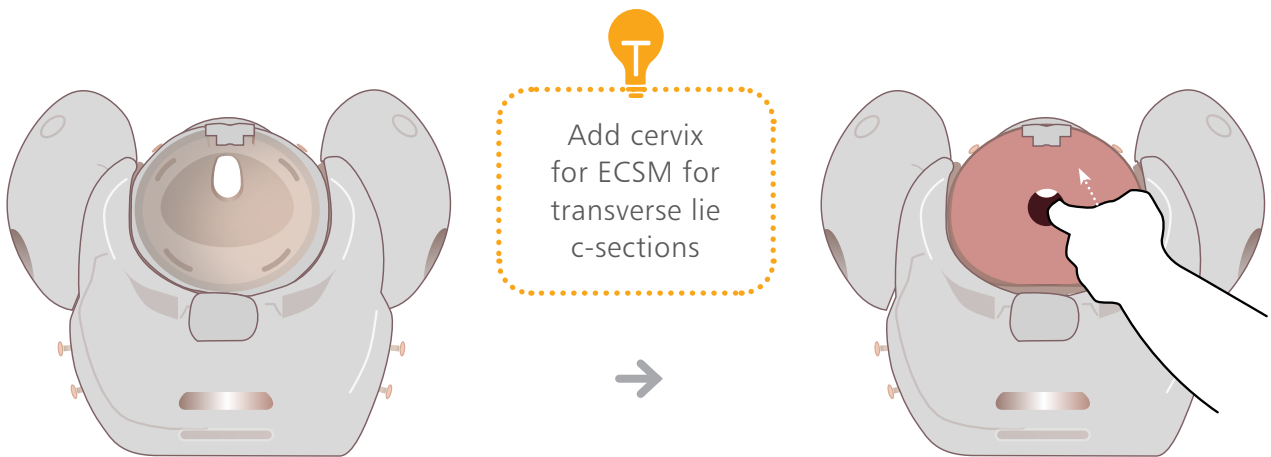 T
Add cervix
for ECSM for
transverse lie
c-sections